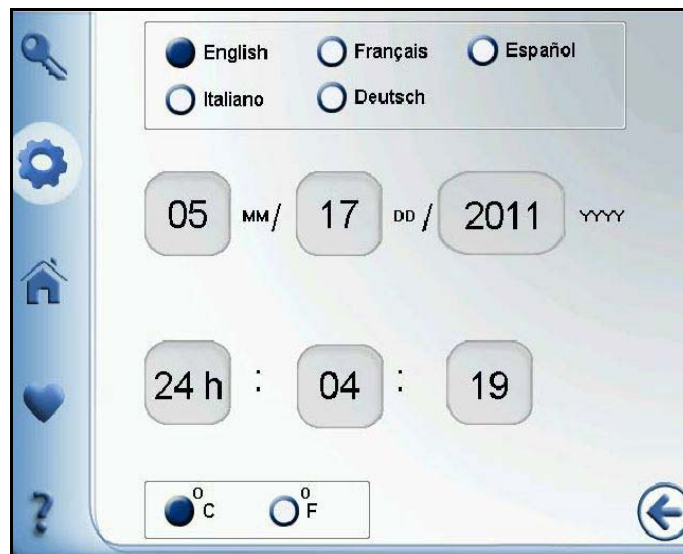 English Français Español
Italiano Deutsch
05 MM/ 17 DD / 2011 YYYY
24 h : 04 : 19
°C °F
?